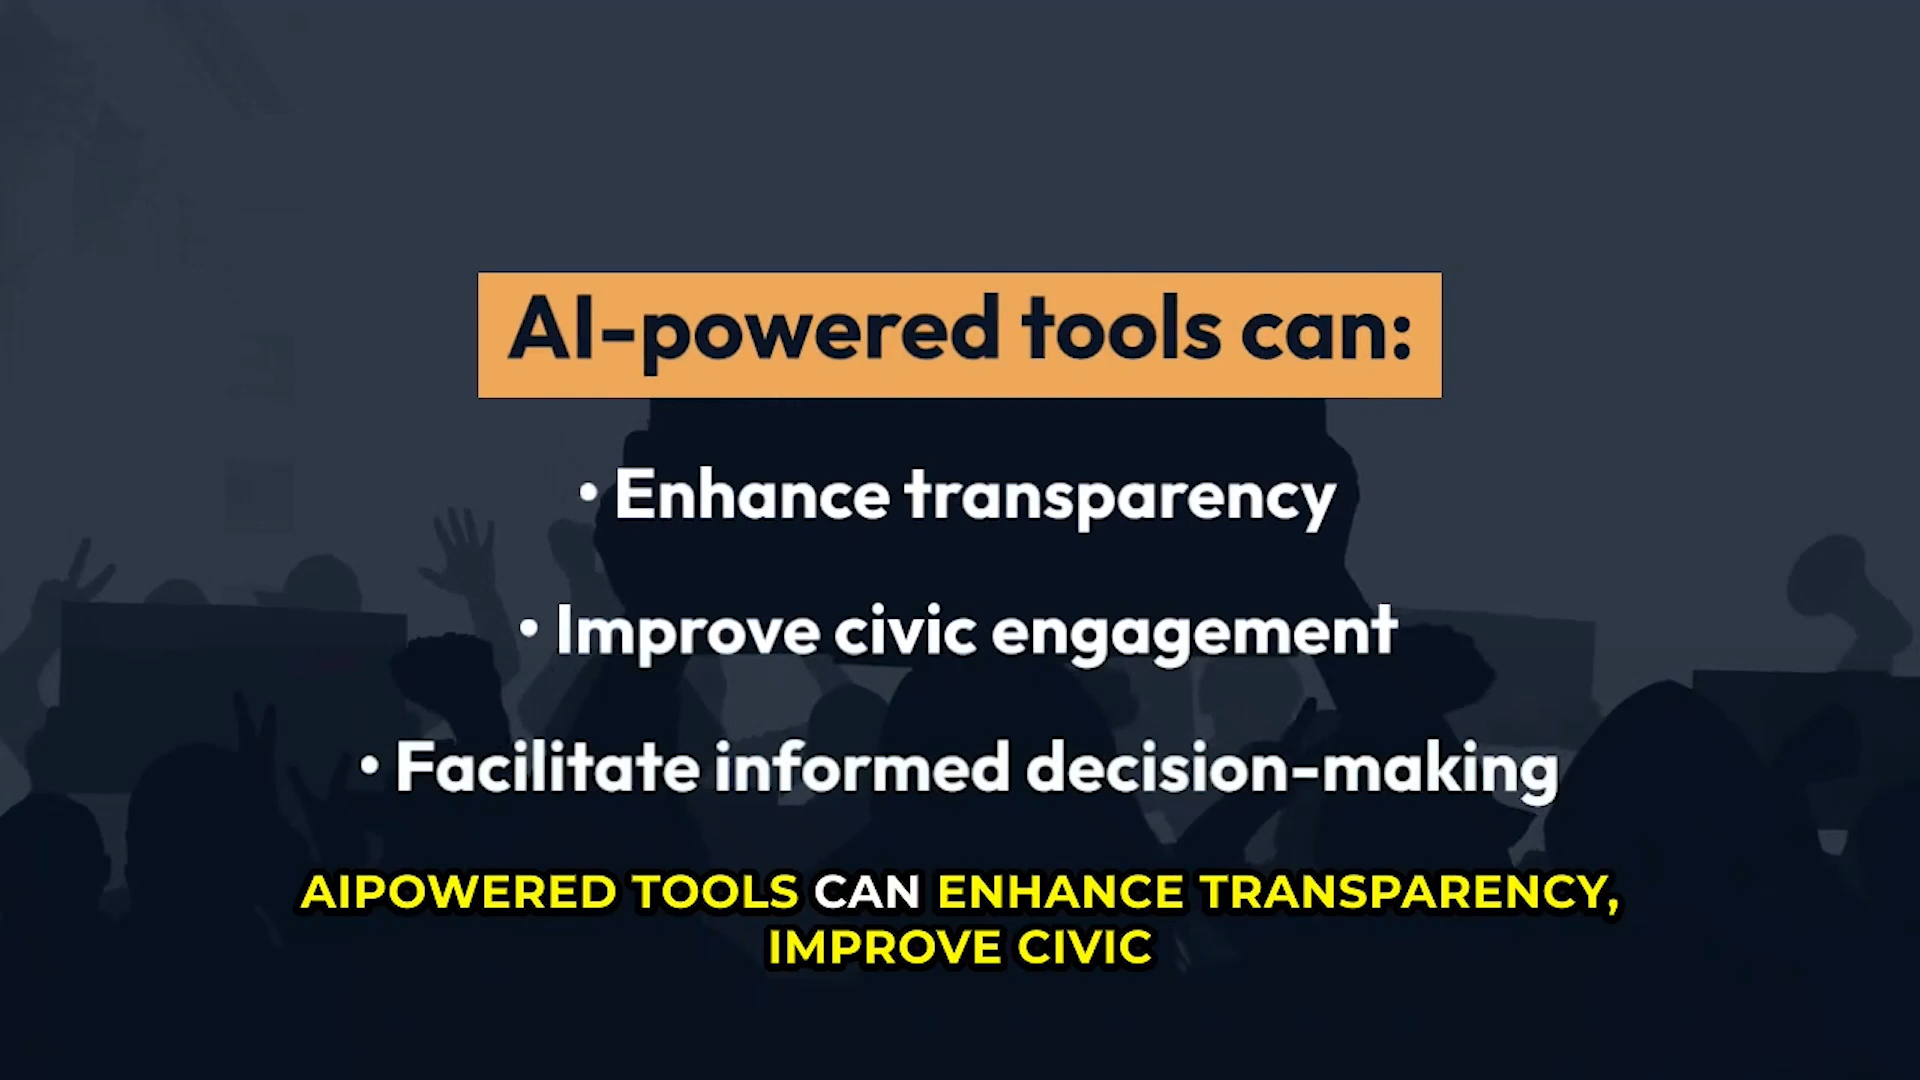 AI-powered tools can:
• Enhance transparency
• Improve civic engagement
• Facilitate informed decision-making
AIPOWERED TOOLS CAN ENHANCE TRANSPARENCY,
IMPROVE CIVIC